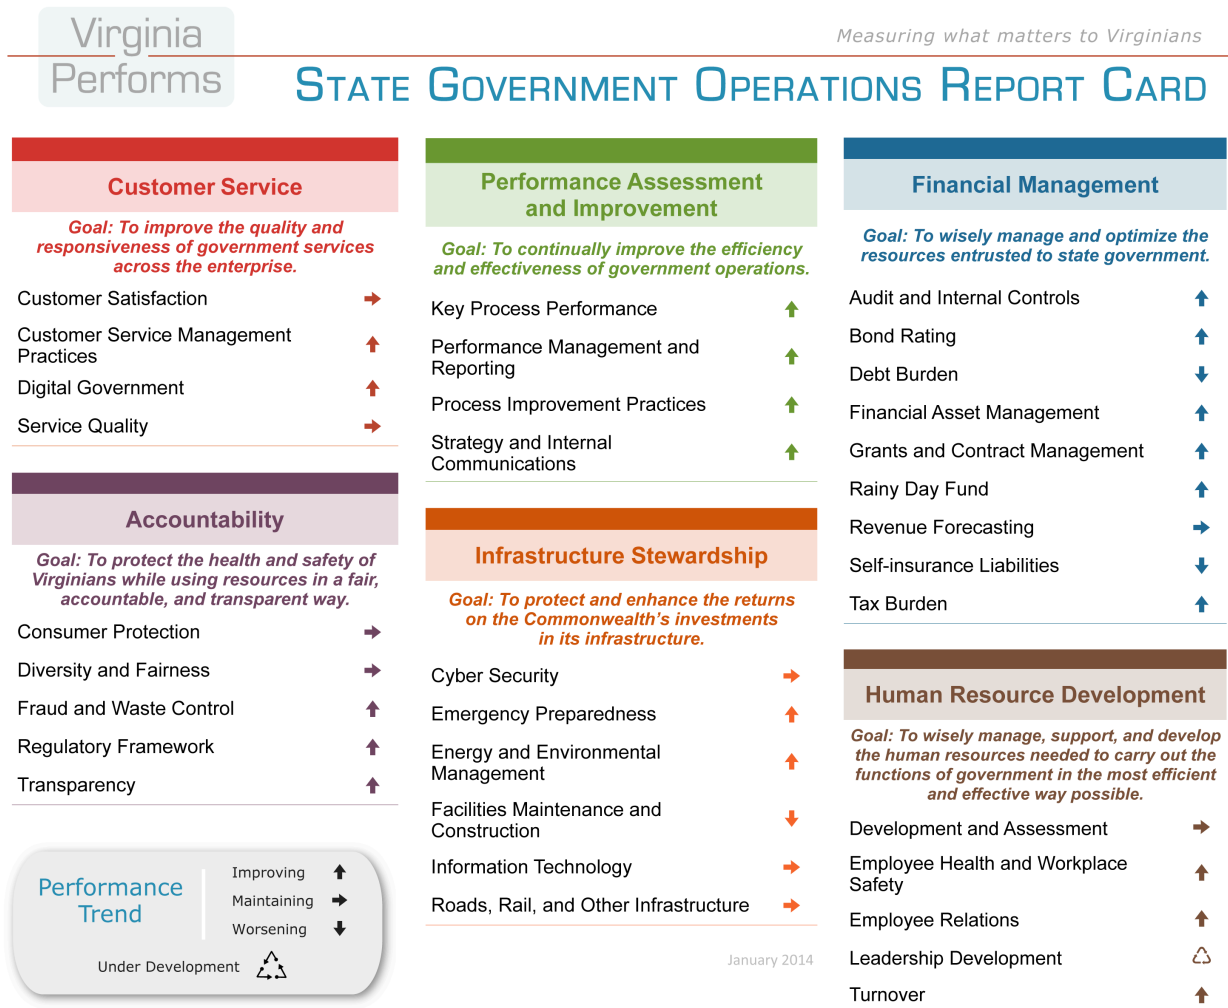 Virginia
Performs
Measuring what matters to Virginians
STATE GOVERNMENT OPERATIONS REPORT CARD
Customer Service
Goal: To improve the quality and
responsiveness of government services
across the enterprise.
Customer Satisfaction
Customer Service Management
Practices
Digital Government
Service Quality
Accountability
Goal: To protect the health and safety of
Virginians while using resources in a fair,
accountable, and transparent way.
Consumer Protection
Diversity and Fairness
Fraud and Waste Control
Regulatory Framework
Transparency
Performance
Trend
Improving
Maintaining
Worsening
Under Development
Performance Assessment
and Improvement
Goal: To continually improve the efficiency
and effectiveness of government operations.
Key Process Performance
Performance Management and
Reporting
Process Improvement Practices
Strategy and Internal
Communications
Infrastructure Stewardship
Goal: To protect and enhance the returns
on the Commonwealth’s investments
in its infrastructure.
Cyber Security
Emergency Preparedness
Energy and Environmental
Management
Facilities Maintenance and
Construction
Information Technology
Roads, Rail, and Other Infrastructure
January 2014
Financial Management
Goal: To wisely manage and optimize the
resources entrusted to state government.
Audit and Internal Controls
Bond Rating
Debt Burden
Financial Asset Management
Grants and Contract Management
Rainy Day Fund
Revenue Forecasting
Self-insurance Liabilities
Tax Burden
Human Resource Development
Goal: To wisely manage, support, and develop
the human resources needed to carry out the
functions of government in the most efficient
and effective way possible.
Development and Assessment
Employee Health and Workplace
Safety
Employee Relations
Leadership Development
Turnover